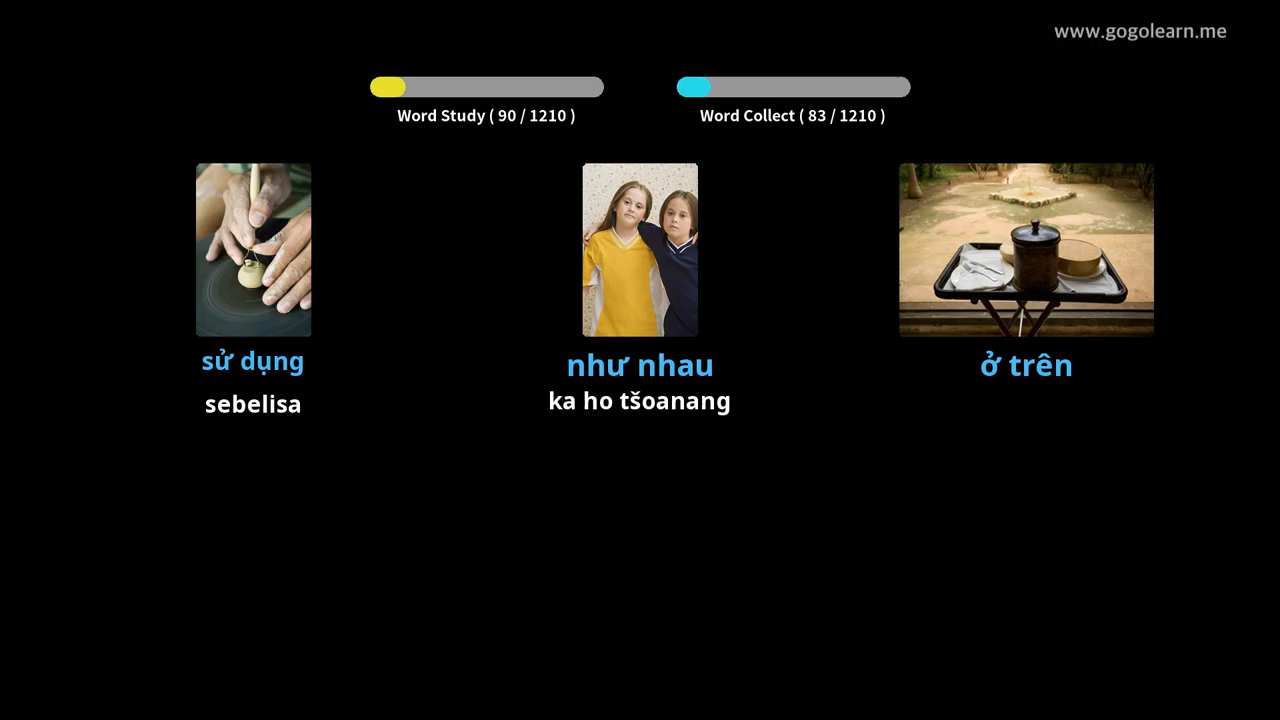 www.gogolearn.me
Word Study ( 90 / 1210 )
Word Collect ( 83 / 1210 )
sử dụng
như nhau
ở trên
sebelisa
ka ho tšoanang